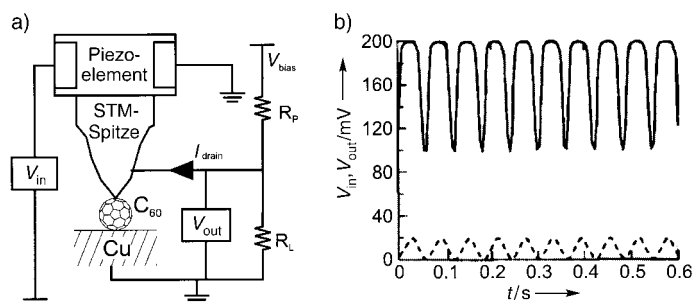 a)
Piezo-
element
STM-
Spitze
V_in
C_60
Cu
I_drain
V_out
V_bias
R_P
R_L
b)
V_in, V_out/mV
200
160
120
80
40
0
0 0.1 0.2 0.3 0.4 0.5 0.6
t/s